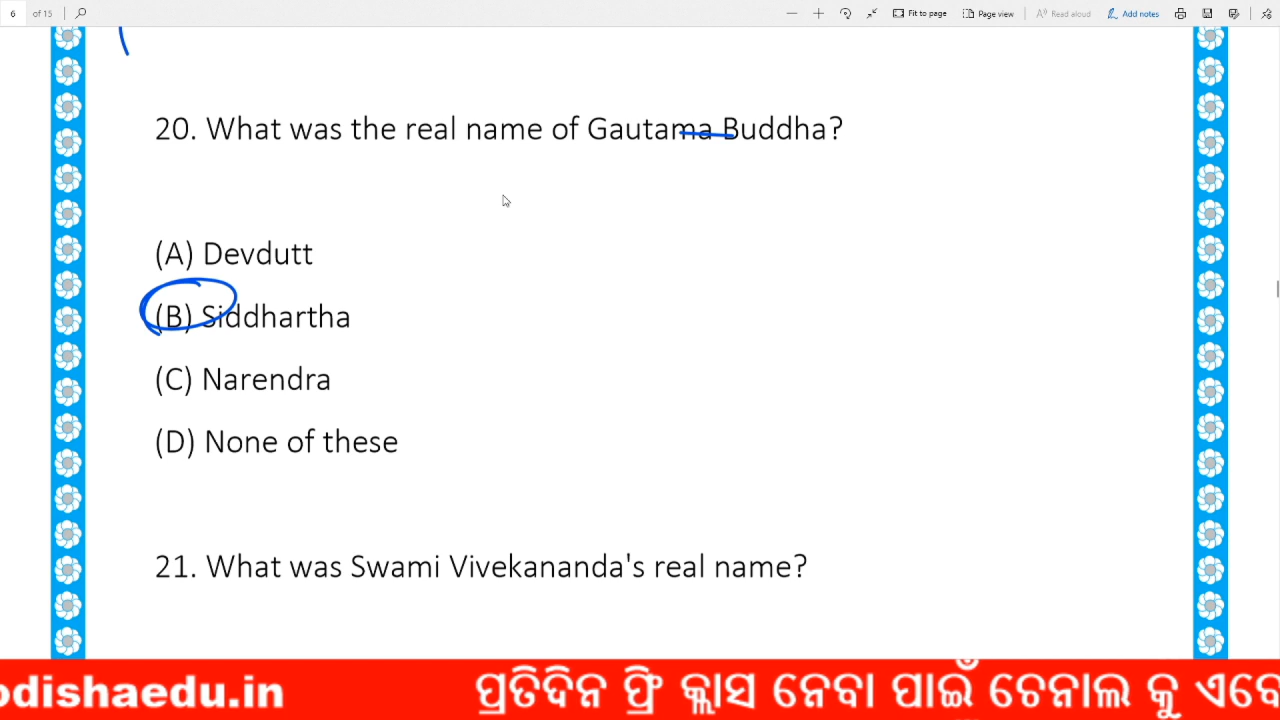 6 of 15 Fit to page Page view Read aloud Add notes
20. What was the real name of Gautama Buddha?
(A) Devdutt
(B) Siddhartha
(C) Narendra
(D) None of these
21. What was Swami Vivekananda's real name?
odishaedu.in ପ୍ରତିଦିନ ଫ୍ରି କ୍ଲାସ ନେବା ପାଇଁ ଚେନାଲ କୁ